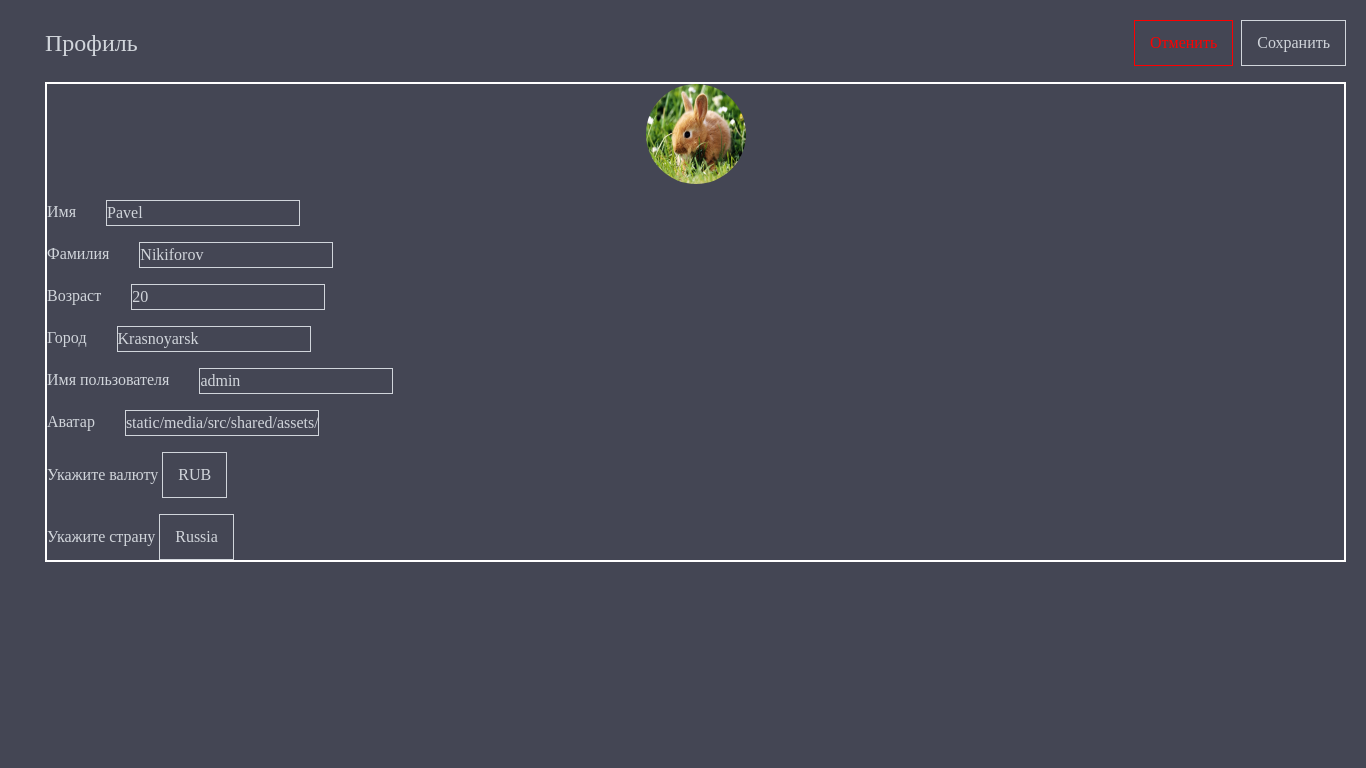 Профиль Отменить Сохранить
Имя Pavel
Фамилия Nikiforov
Возраст 20
Город Krasnoyarsk
Имя пользователя admin
Аватар static/media/src/shared/assets/
Укажите валюту RUB
Укажите страну Russia